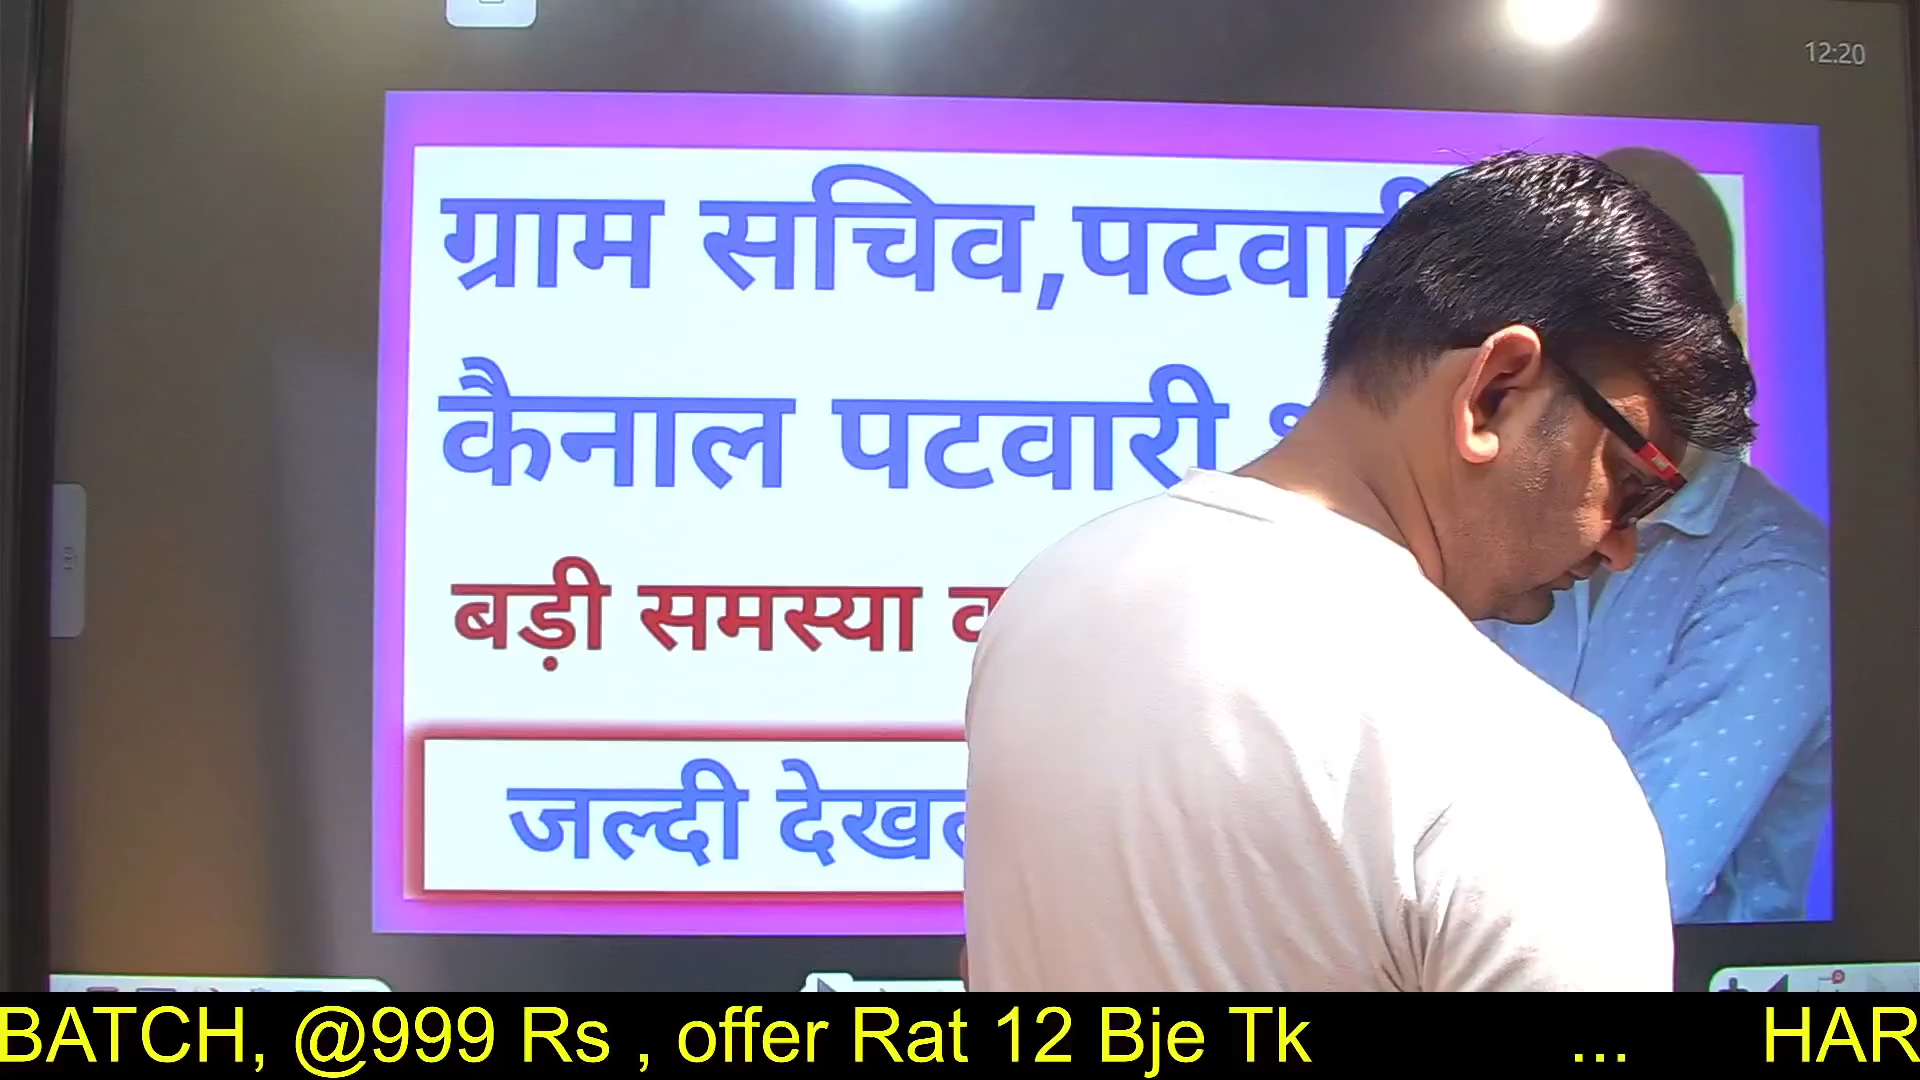 12:20
ग्राम सचिव,पटवारी
कैनाल पटवारी
बड़ी समस्या
जल्दी
BATCH, @999 Rs , offer Rat 12 Bje Tk ... HAR